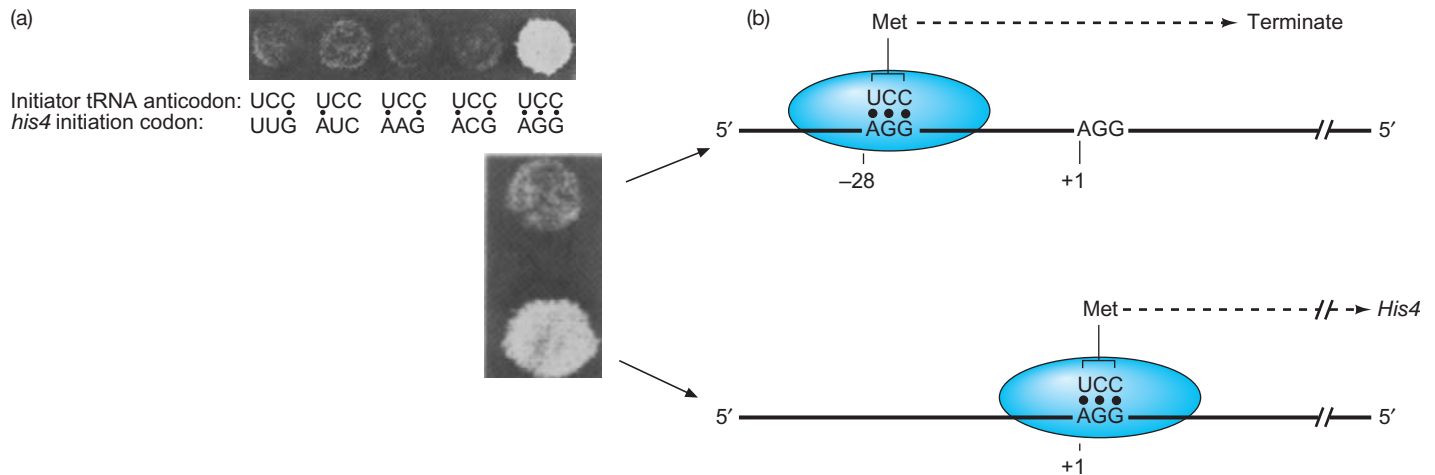 (a)
Initiator tRNA anticodon: UCC UCC UCC UCC UCC
his4 initiation codon: UUG AUC AAG ACG AGG
(b)
Met Terminate
UCC
5′ AGG AGG 5′
–28 +1
Met His4
UCC
5′ AGG 5′
+1